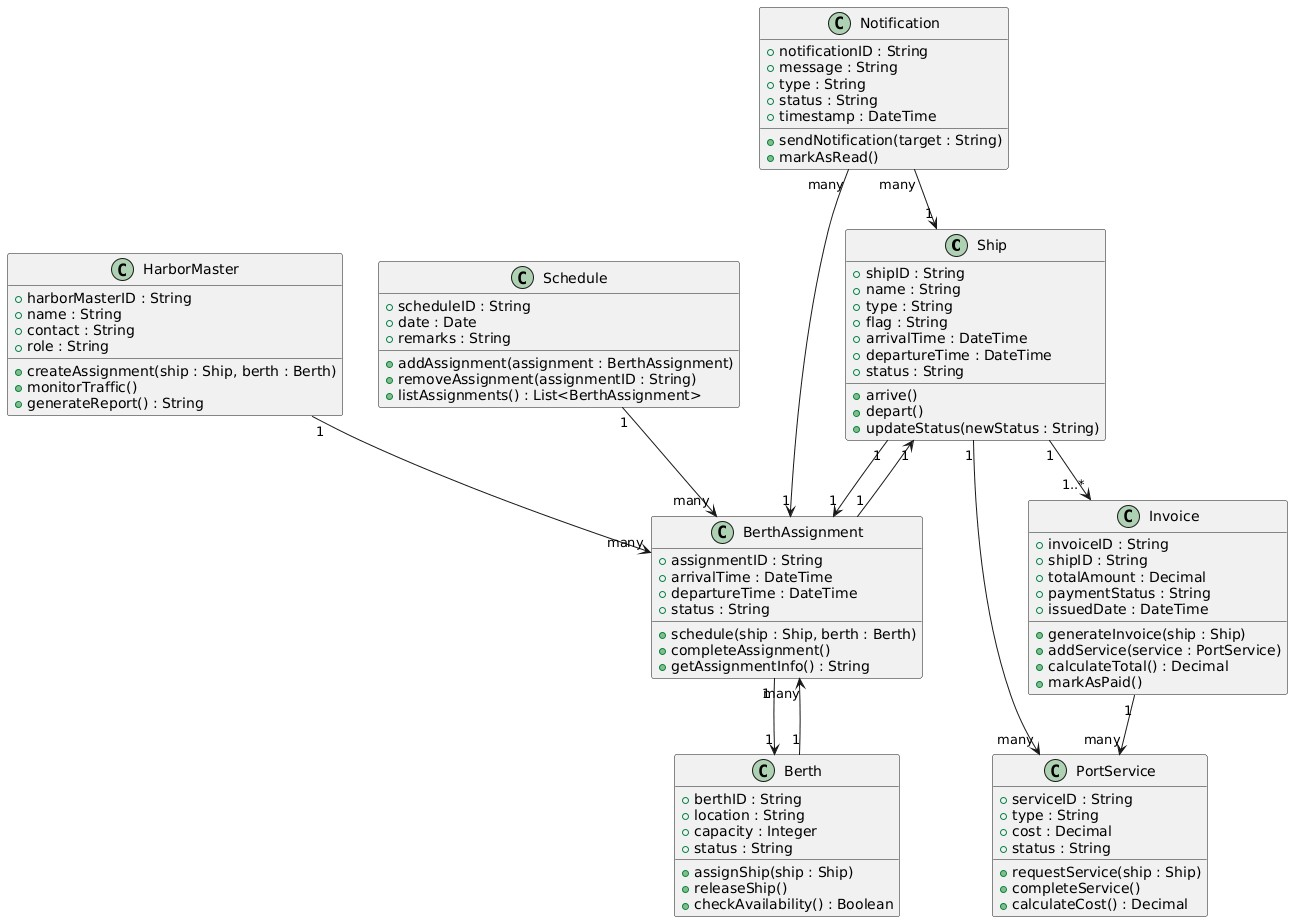 C Notification
notificationID : String
message : String
type : String
status : String
timestamp : DateTime
sendNotification(target : String)
markAsRead()
many
many
1
1
C HarborMaster
harborMasterID : String
name : String
contact : String
role : String
createAssignment(ship : Ship, berth : Berth)
monitorTraffic()
generateReport() : String
1
many
C Schedule
scheduleID : String
date : Date
remarks : String
addAssignment(assignment : BerthAssignment)
removeAssignment(assignmentID : String)
listAssignments() : List<BerthAssignment>
1
many
C Ship
shipID : String
name : String
type : String
flag : String
arrivalTime : DateTime
departureTime : DateTime
status : String
arrive()
depart()
updateStatus(newStatus : String)
1
1
1
1
1
many
1
1..*
C BerthAssignment
assignmentID : String
arrivalTime : DateTime
departureTime : DateTime
status : String
schedule(ship : Ship, berth : Berth)
completeAssignment()
getAssignmentInfo() : String
1
many
1
1
C Invoice
invoiceID : String
shipID : String
totalAmount : Decimal
paymentStatus : String
issuedDate : DateTime
generateInvoice(ship : Ship)
addService(service : PortService)
calculateTotal() : Decimal
markAsPaid()
1
many
C Berth
berthID : String
location : String
capacity : Integer
status : String
assignShip(ship : Ship)
releaseShip()
checkAvailability() : Boolean
C PortService
serviceID : String
type : String
cost : Decimal
status : String
requestService(ship : Ship)
completeService()
calculateCost() : Decimal